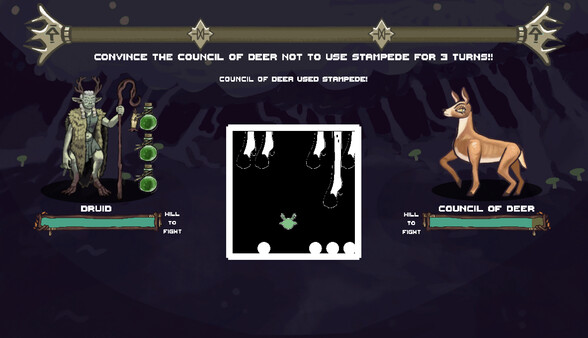 CONVINCE THE COUNCIL OF DEER NOT TO USE STAMPEDE FOR 3 TURNS!!
COUNCIL OF DEER USED STAMPEDE!
DRUID
WILL
TO
FIGHT
COUNCIL OF DEER
WILL
TO
FIGHT